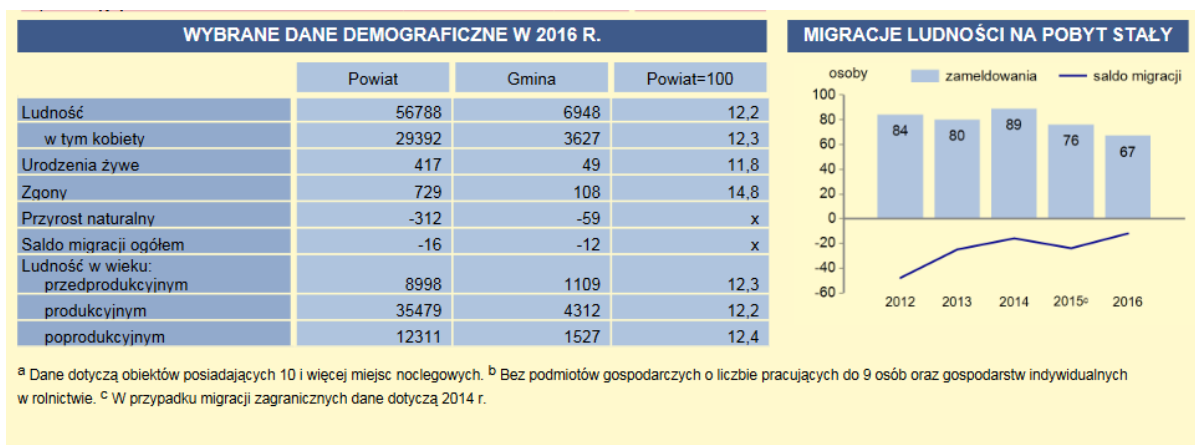 WYBRANE DANE DEMOGRAFICZNE W 2016 R.
Powiat Gmina Powiat=100
Ludność 56788 6948 12,2
w tym kobiety 29392 3627 12,3
Urodzenia żywe 417 49 11,8
Zgony 729 108 14,8
Przyrost naturalny -312 -59 x
Saldo migracji ogółem -16 -12 x
Ludność w wieku:
przedprodukcyjnym 8998 1109 12,3
produkcyjnym 35479 4312 12,2
poprodukcyjnym 12311 1527 12,4
MIGRACJE LUDNOŚCI NA POBYT STAŁY
osoby zameldowania saldo migracji
100
80
60
40
20
0
-20
-40
-60
84 80 89 76 67
2012 2013 2014 2015c 2016
a Dane dotyczą obiektów posiadających 10 i więcej miejsc noclegowych. b Bez podmiotów gospodarczych o liczbie pracujących do 9 osób oraz gospodarstw indywidualnych
w rolnictwie. c W przypadku migracji zagranicznych dane dotyczą 2014 r.